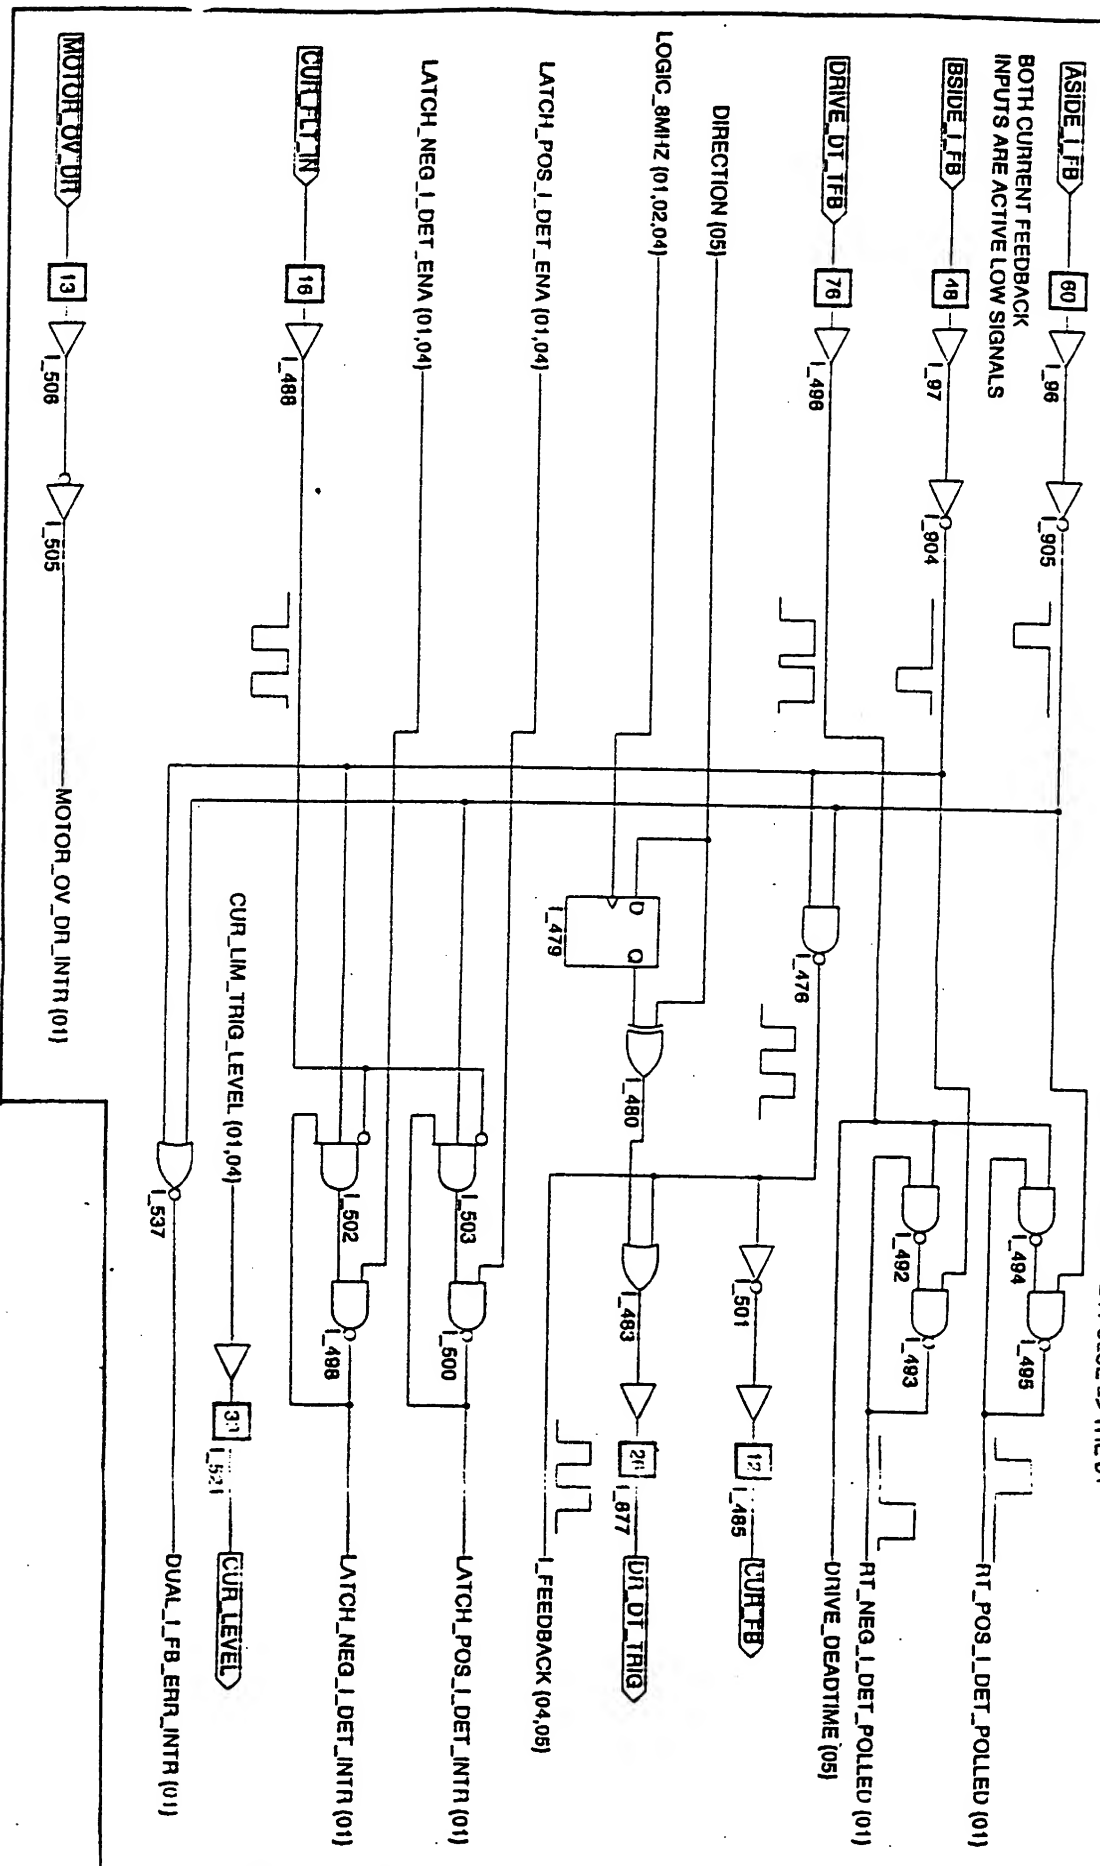 ASIDE_I_FB
60
I_96
I_905
BOTH CURRENT FEEDBACK
INPUTS ARE ACTIVE LOW SIGNALS
BSIDE_I_FB
48
I_97
I_904
DRIVE_DT_TFB
76
I_496
DIRECTION (05)
LOGIC_8MHZ (01,02,04)
LATCH_POS_I_DET_ENA (01,04)
LATCH_NEG_I_DET_ENA (01,04)
CUR_FLT_IN
16
I_488
MOTOR_OV_DR
13
I_506
I_505
MOTOR_OV_DR_INTR (01)
I_494
I_495
RT_POS_I_DET_POLLED (01)
I_492
I_493
RT_NEG_I_DET_POLLED (01)
DRIVE_DEADTIME (05)
I_476
I_501
12
I_485
CUR_FB
D
Q
I_479
I_480
I_483
26
I_877
DR_DT_TRIG
I_FEEDBACK (04,05)
I_503
I_500
LATCH_POS_I_DET_INTR (01)
I_502
I_498
LATCH_NEG_I_DET_INTR (01)
CUR_LIM_TRIG_LEVEL (01,04)
I_521
CUR_LEVEL
I_537
DUAL_I_FB_ERR_INTR (01)